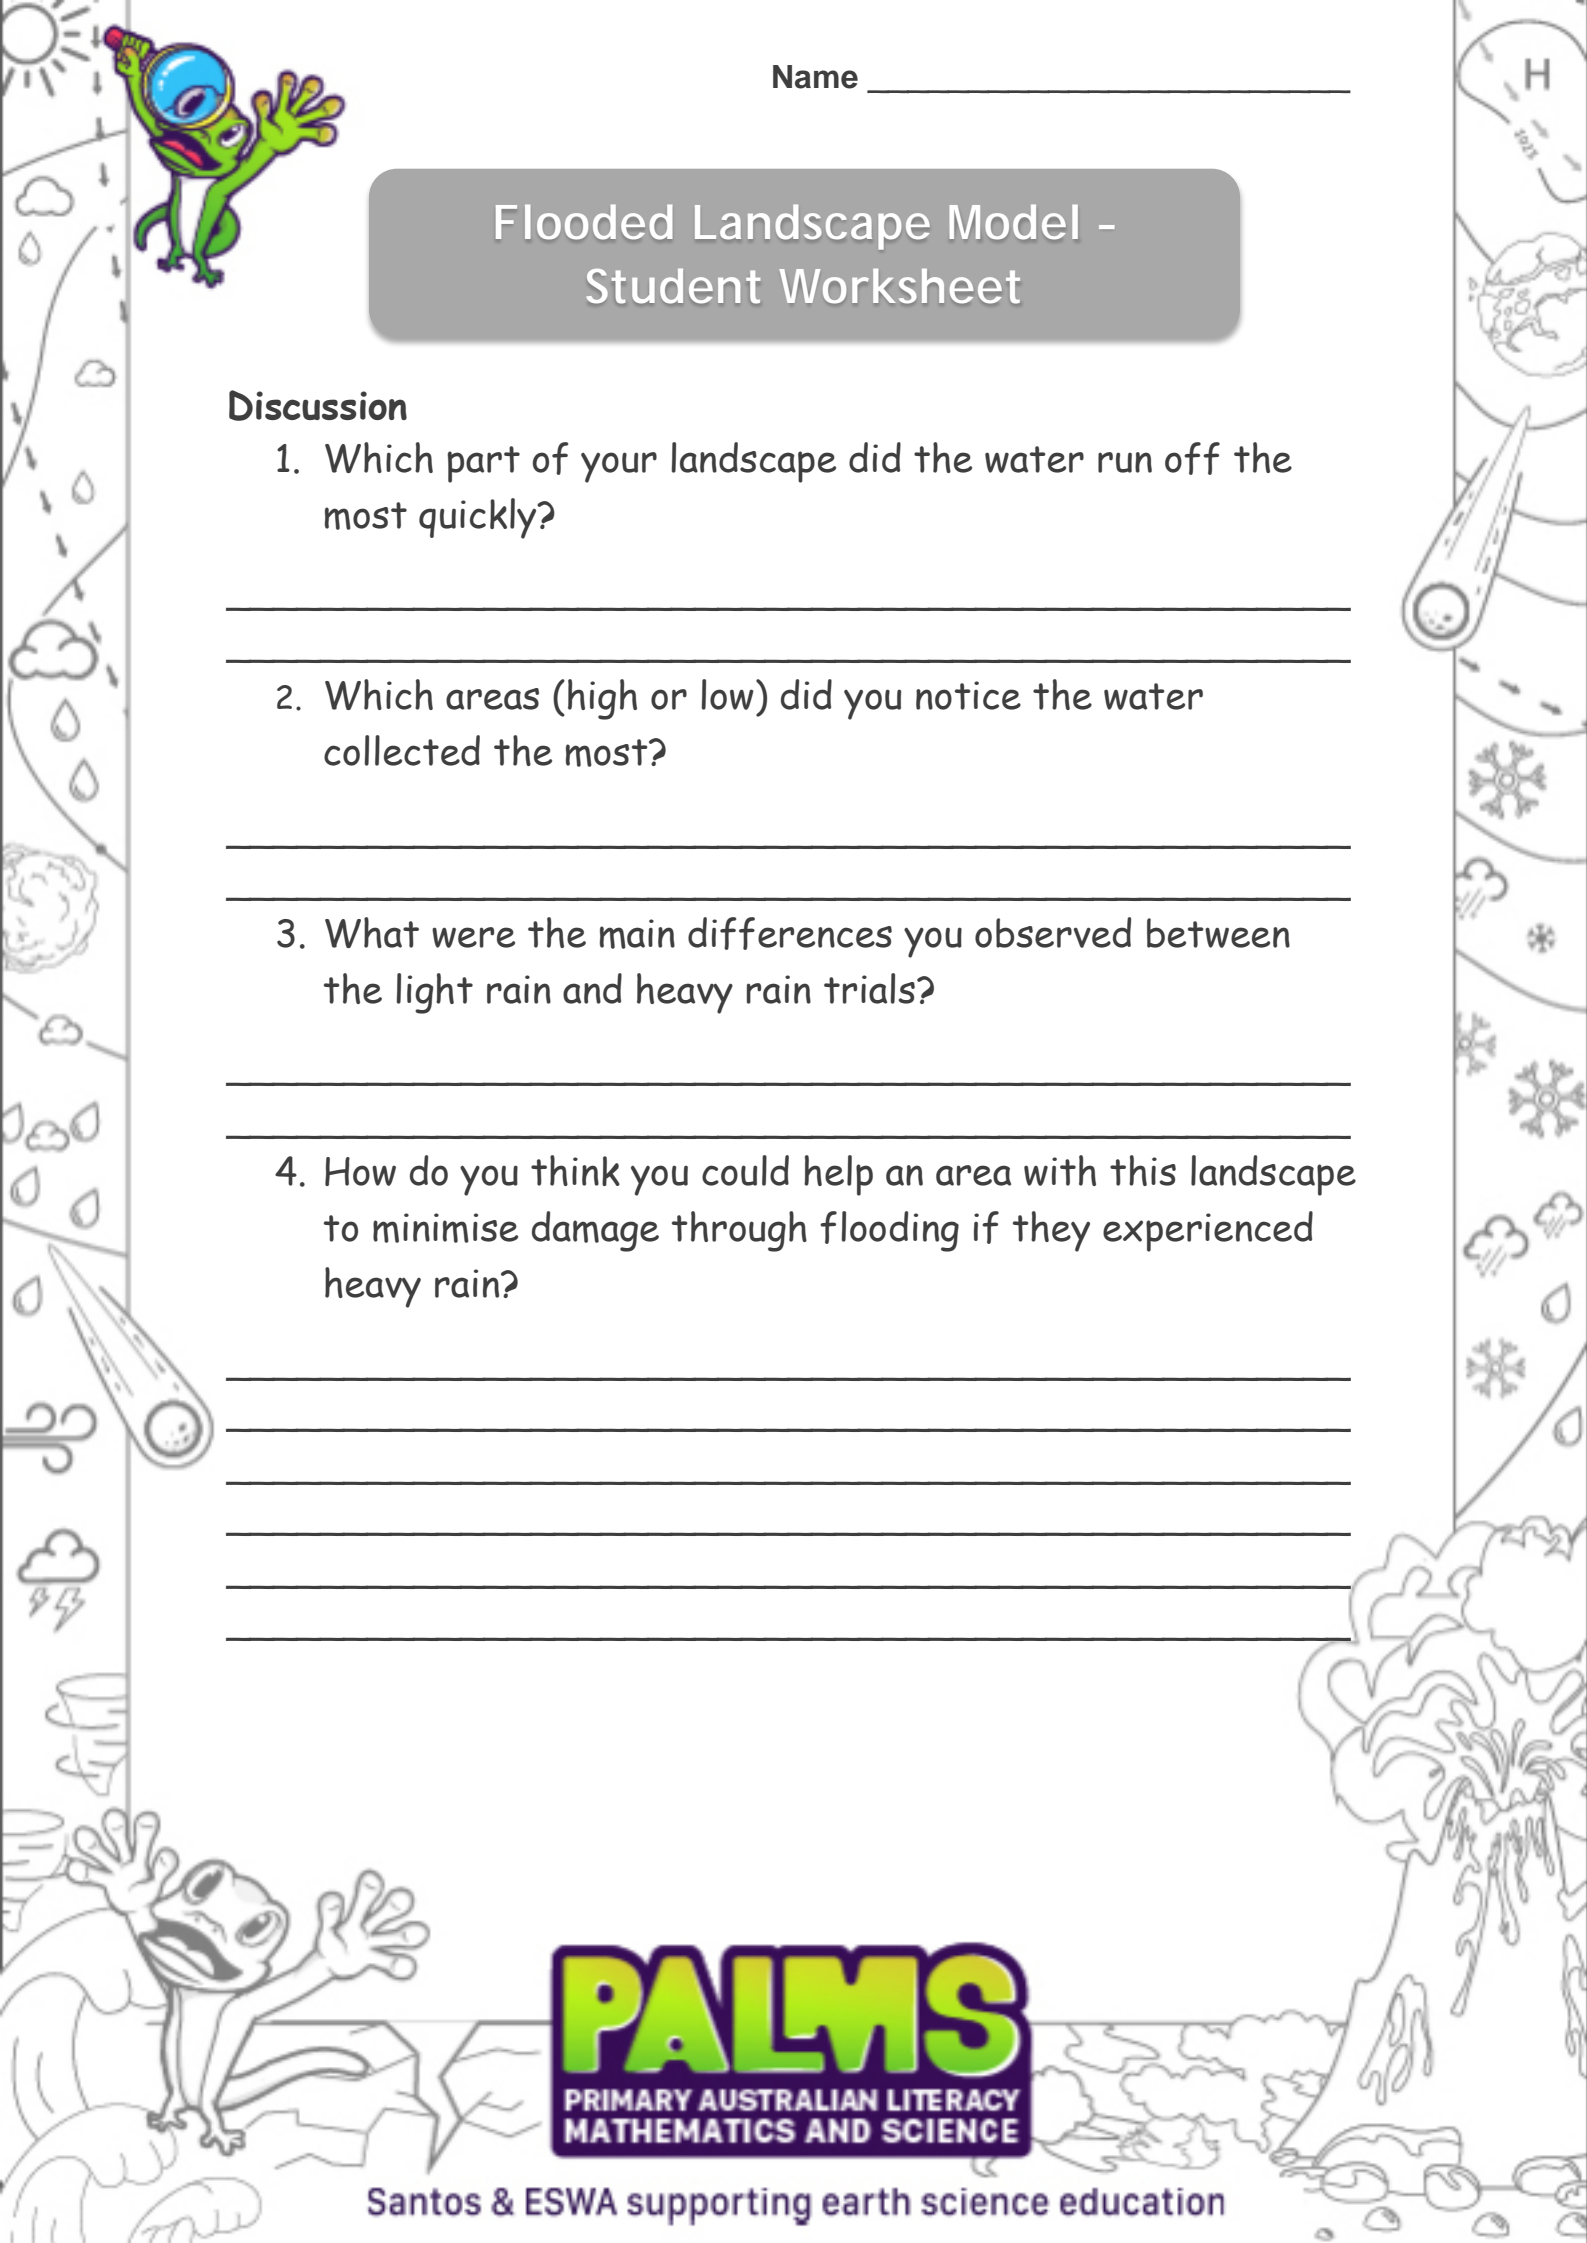 Name
H
1023
Flooded Landscape Model -
Student Worksheet
Discussion
1. Which part of your landscape did the water run off the
most quickly?
2. Which areas (high or low) did you notice the water
collected the most?
3. What were the main differences you observed between
the light rain and heavy rain trials?
4. How do you think you could help an area with this landscape
to minimise damage through flooding if they experienced
heavy rain?
PALMS
PRIMARY AUSTRALIAN LITERACY
MATHEMATICS AND SCIENCE
Santos & ESWA supporting earth science education